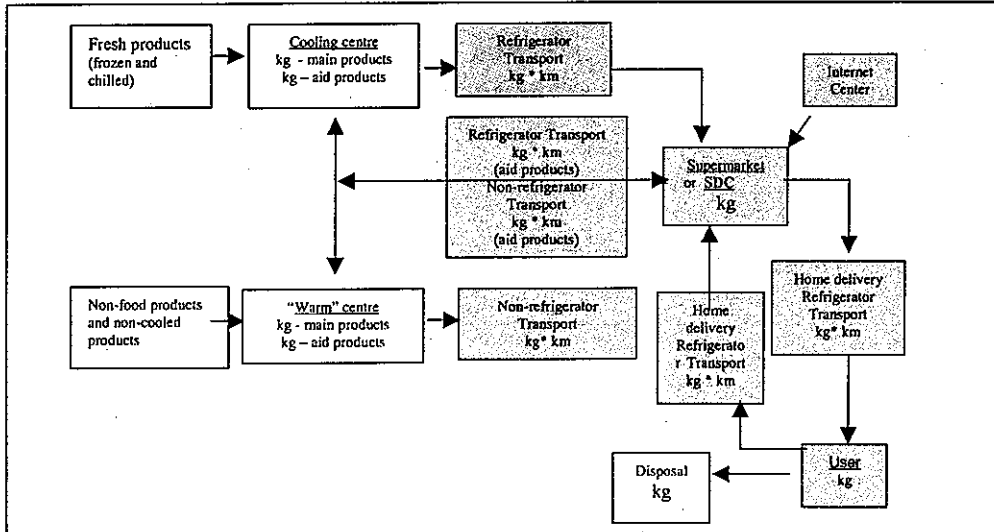 Fresh products
(frozen and
chilled)
Cooling centre
kg - main products
kg – aid products
Refrigerator
Transport
kg * km
Internet
Center
Refrigerator Transport
kg * km
(aid products)
Non-refrigerator
Transport
kg * km
(aid products)
Supermarket
or SDC
kg
Non-food products
and non-cooled
products
"Warm" centre
kg - main products
kg – aid products
Non-refrigerator
Transport
kg* km
Home
delivery
Refrigerato
r Transport
kg * km
Home delivery
Refrigerator
Transport
kg* km
Disposal
kg
User
kg